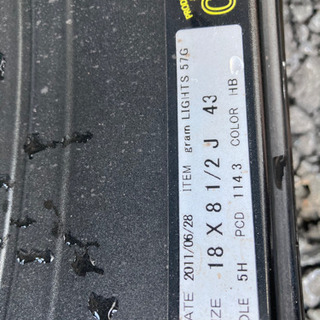 PROD
ATE 2011/06/28 ITEM gram LIGHTS 57G
ZE 18 X 8 1/2 J 43
OLE 5H PCD 114.3 COLOR HB